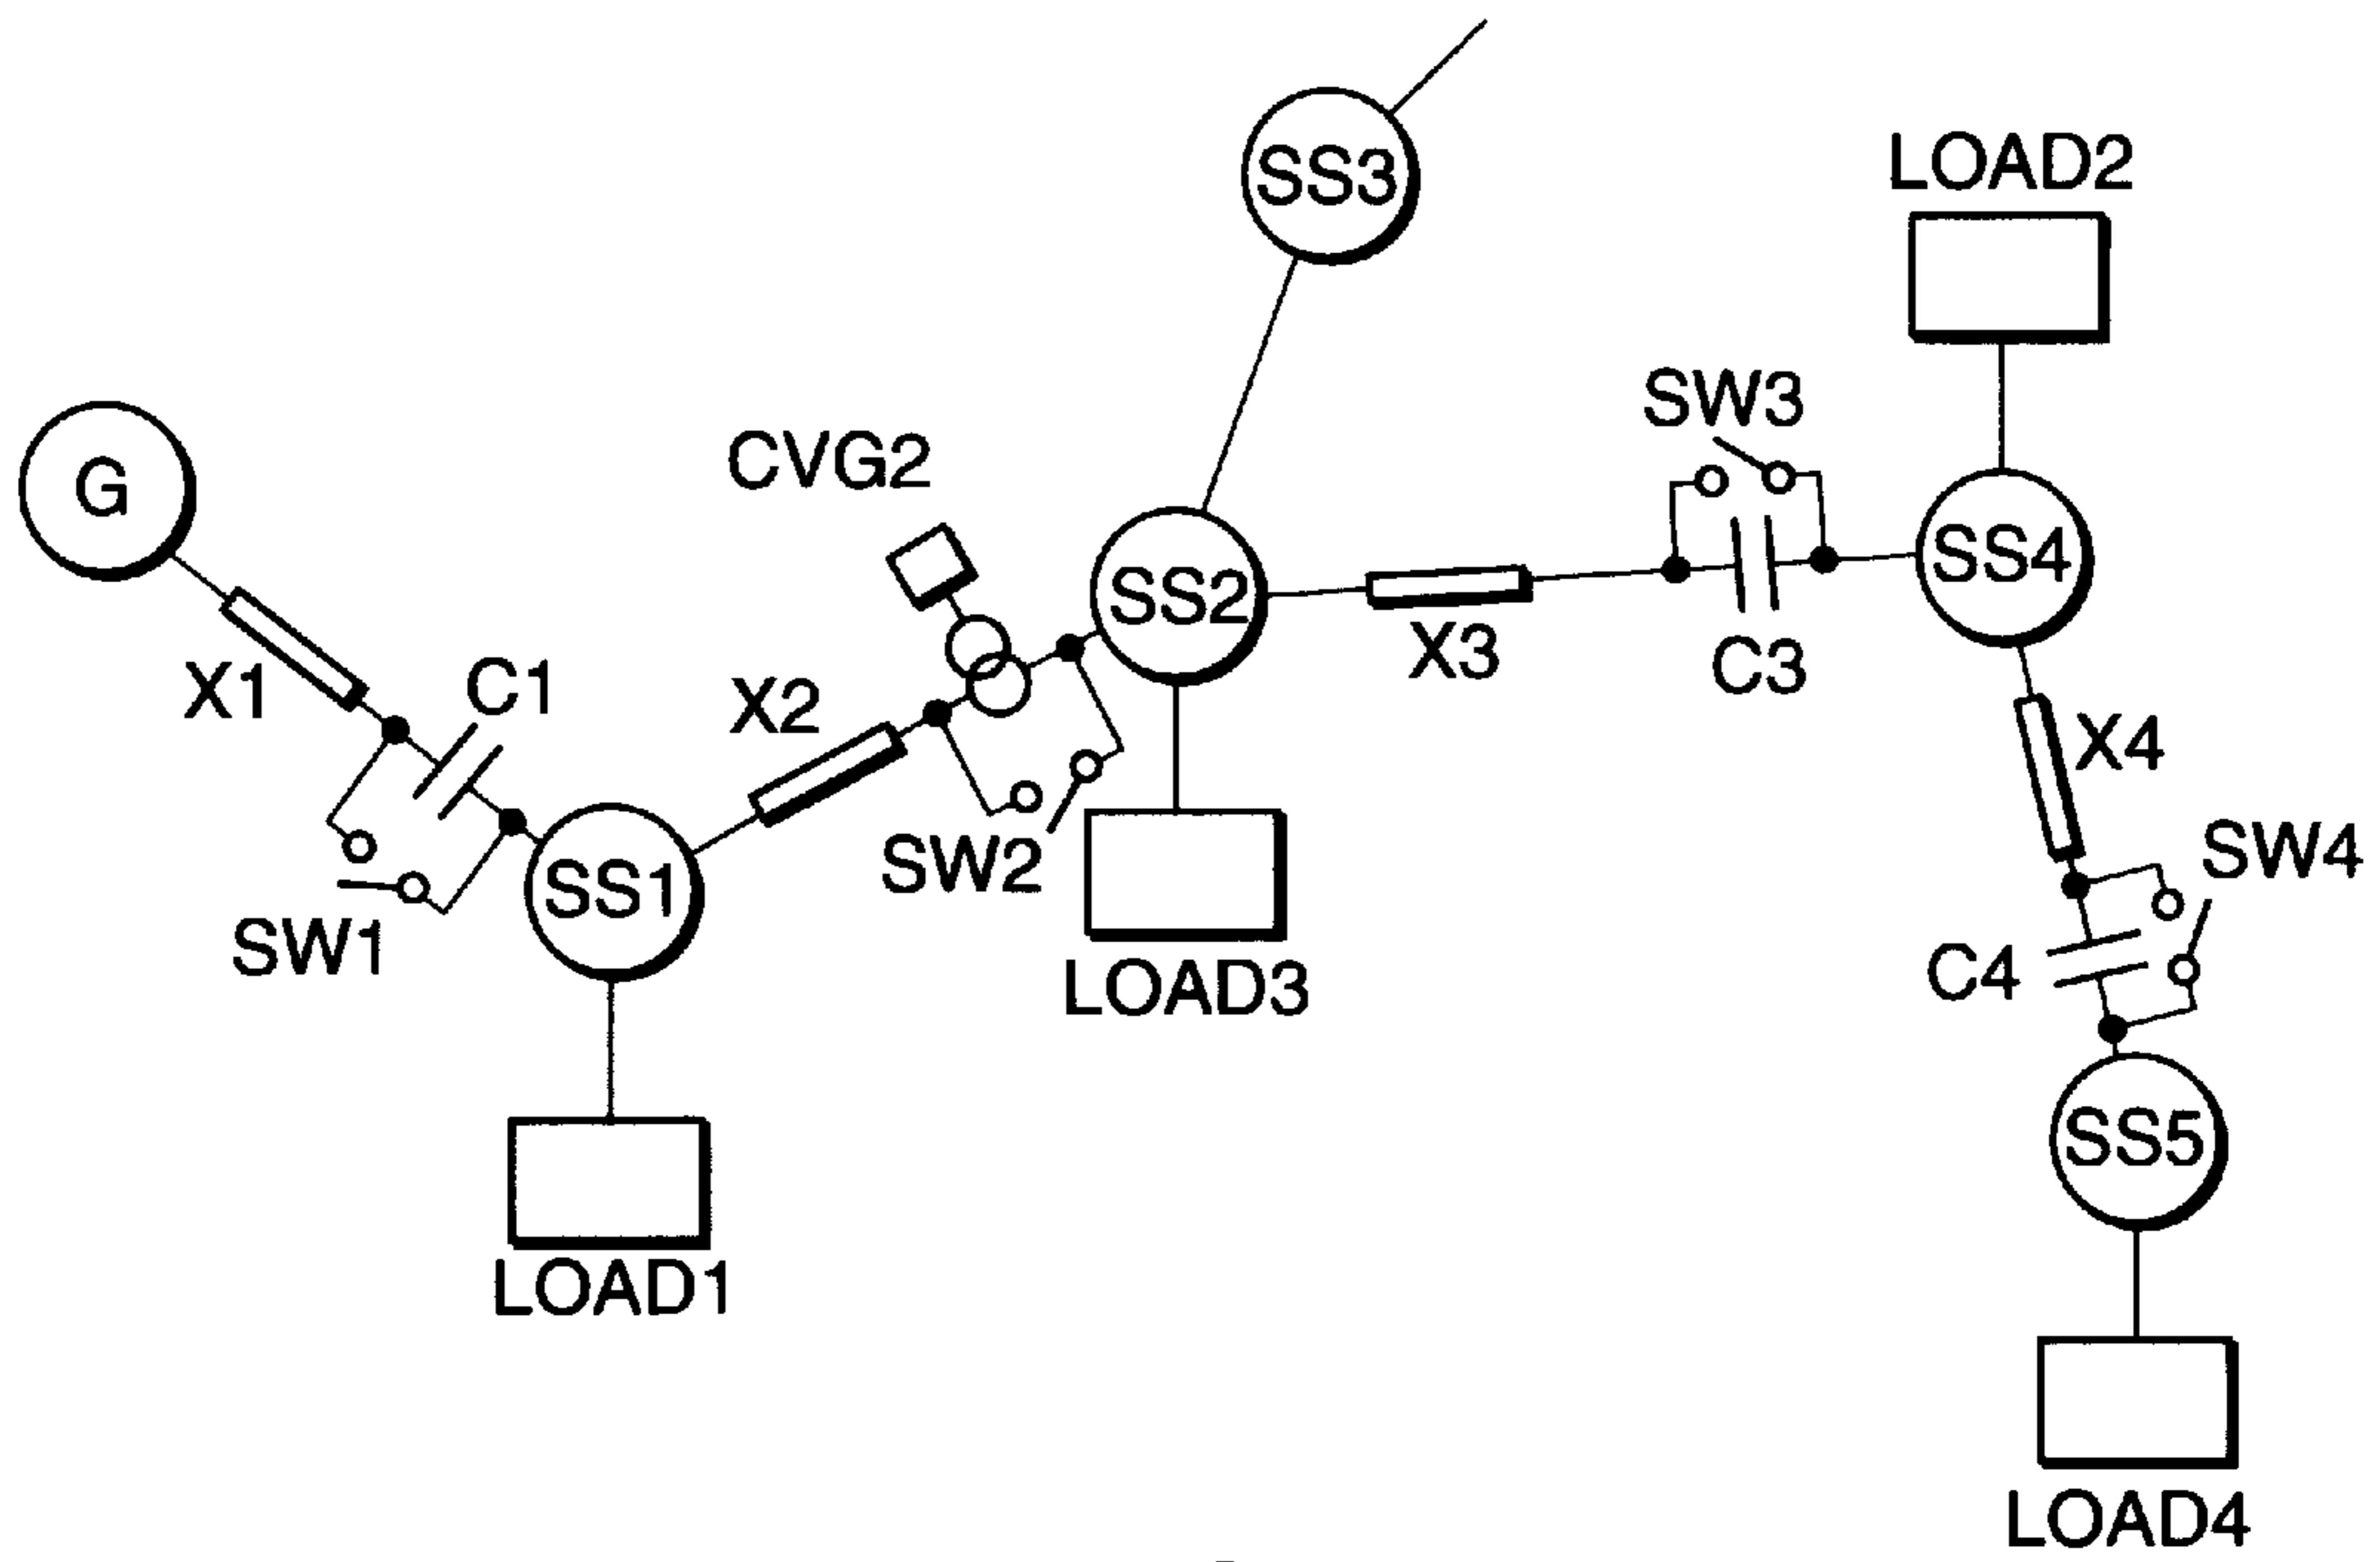 SS3
LOAD2
SW3
G
CVG2
SS4
SS2
X3
C3
C1
X1
X2
X4
SW4
SW2
SS1
SW1
C4
LOAD3
SS5
LOAD1
LOAD4